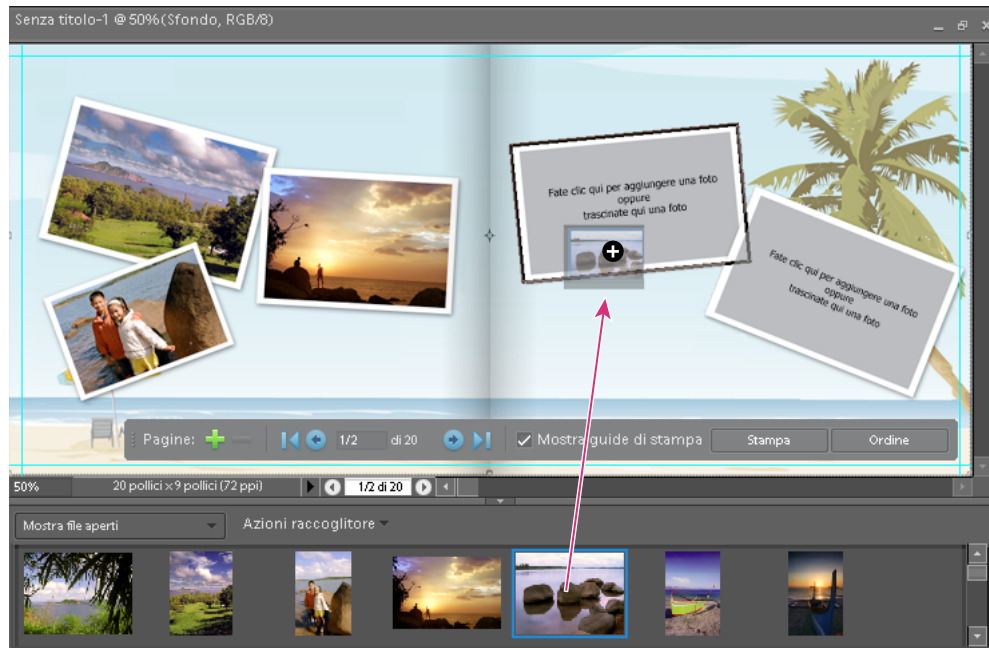 Senza titolo-1 @ 50% (Sfondo, RGB/8)
Fate clic qui per aggiungere una foto
oppure
trascinate qui una foto
Fate clic qui per aggiungere una foto
oppure
trascinate qui una foto
Pagine:
1/2
di 20
Mostra guide di stampa
Stampa
Ordine
50%
20 pollici x 9 pollici (72 ppi)
1/2 di 20
Mostra file aperti
Azioni raccoglitore